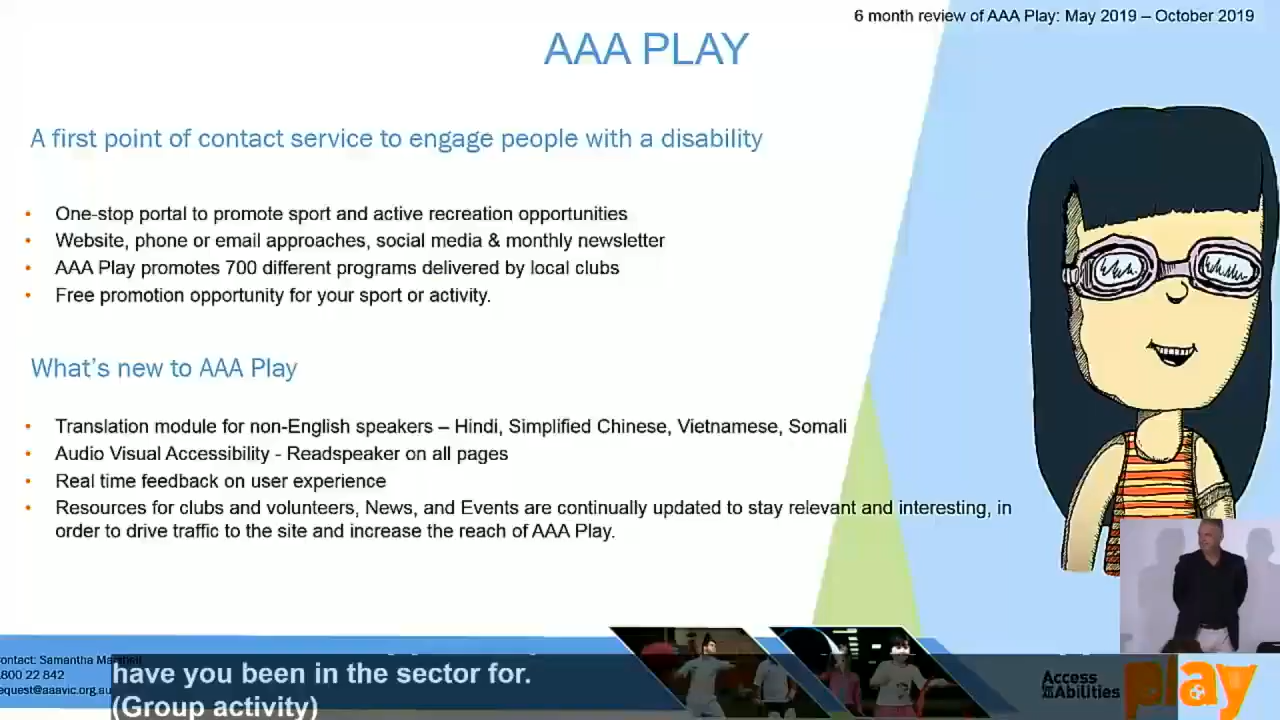 6 month review of AAA Play: May 2019 – October 2019
AAA PLAY
A first point of contact service to engage people with a disability
• One-stop portal to promote sport and active recreation opportunities
• Website, phone or email approaches, social media & monthly newsletter
• AAA Play promotes 700 different programs delivered by local clubs
• Free promotion opportunity for your sport or activity.
What's new to AAA Play
• Translation module for non-English speakers – Hindi, Simplified Chinese, Vietnamese, Somali
• Audio Visual Accessibility - Readspeaker on all pages
• Real time feedback on user experience
• Resources for clubs and volunteers, News, and Events are continually updated to stay relevant and interesting, in
order to drive traffic to the site and increase the reach of AAA Play.
ontact: Samantha
800 22 842
equest@aaavic.org.au
have you been in the sector for.
(Group activity)
Access
Abilities
play